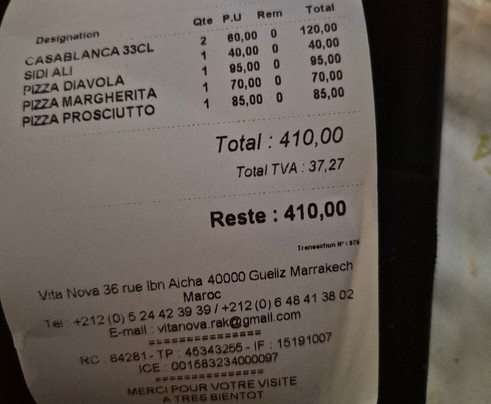 Designation Qte P.U Rem Total
CASABLANCA 33CL 2 60,00 0 120,00
SIDI ALI 1 40,00 0 40,00
PIZZA DIAVOLA 1 95,00 0 95,00
PIZZA MARGHERITA 1 70,00 0 70,00
PIZZA PROSCIUTTO 1 85,00 0 85,00
Total : 410,00
Total TVA : 37,27
Reste : 410,00
Transaction N° : 976
Vita Nova 36 rue Ibn Aicha 40000 Gueliz Marrakech
Maroc
Tel : +212 (0) 5 24 42 39 39 / +212 (0) 6 48 41 38 02
E-mail : vitanova.rak@gmail.com
===============
RC : 64281 - TP : 45343255 - IF : 15191007
ICE : 001583234000097
===============
MERCI POUR VOTRE VISITE
A TRES BIENTOT